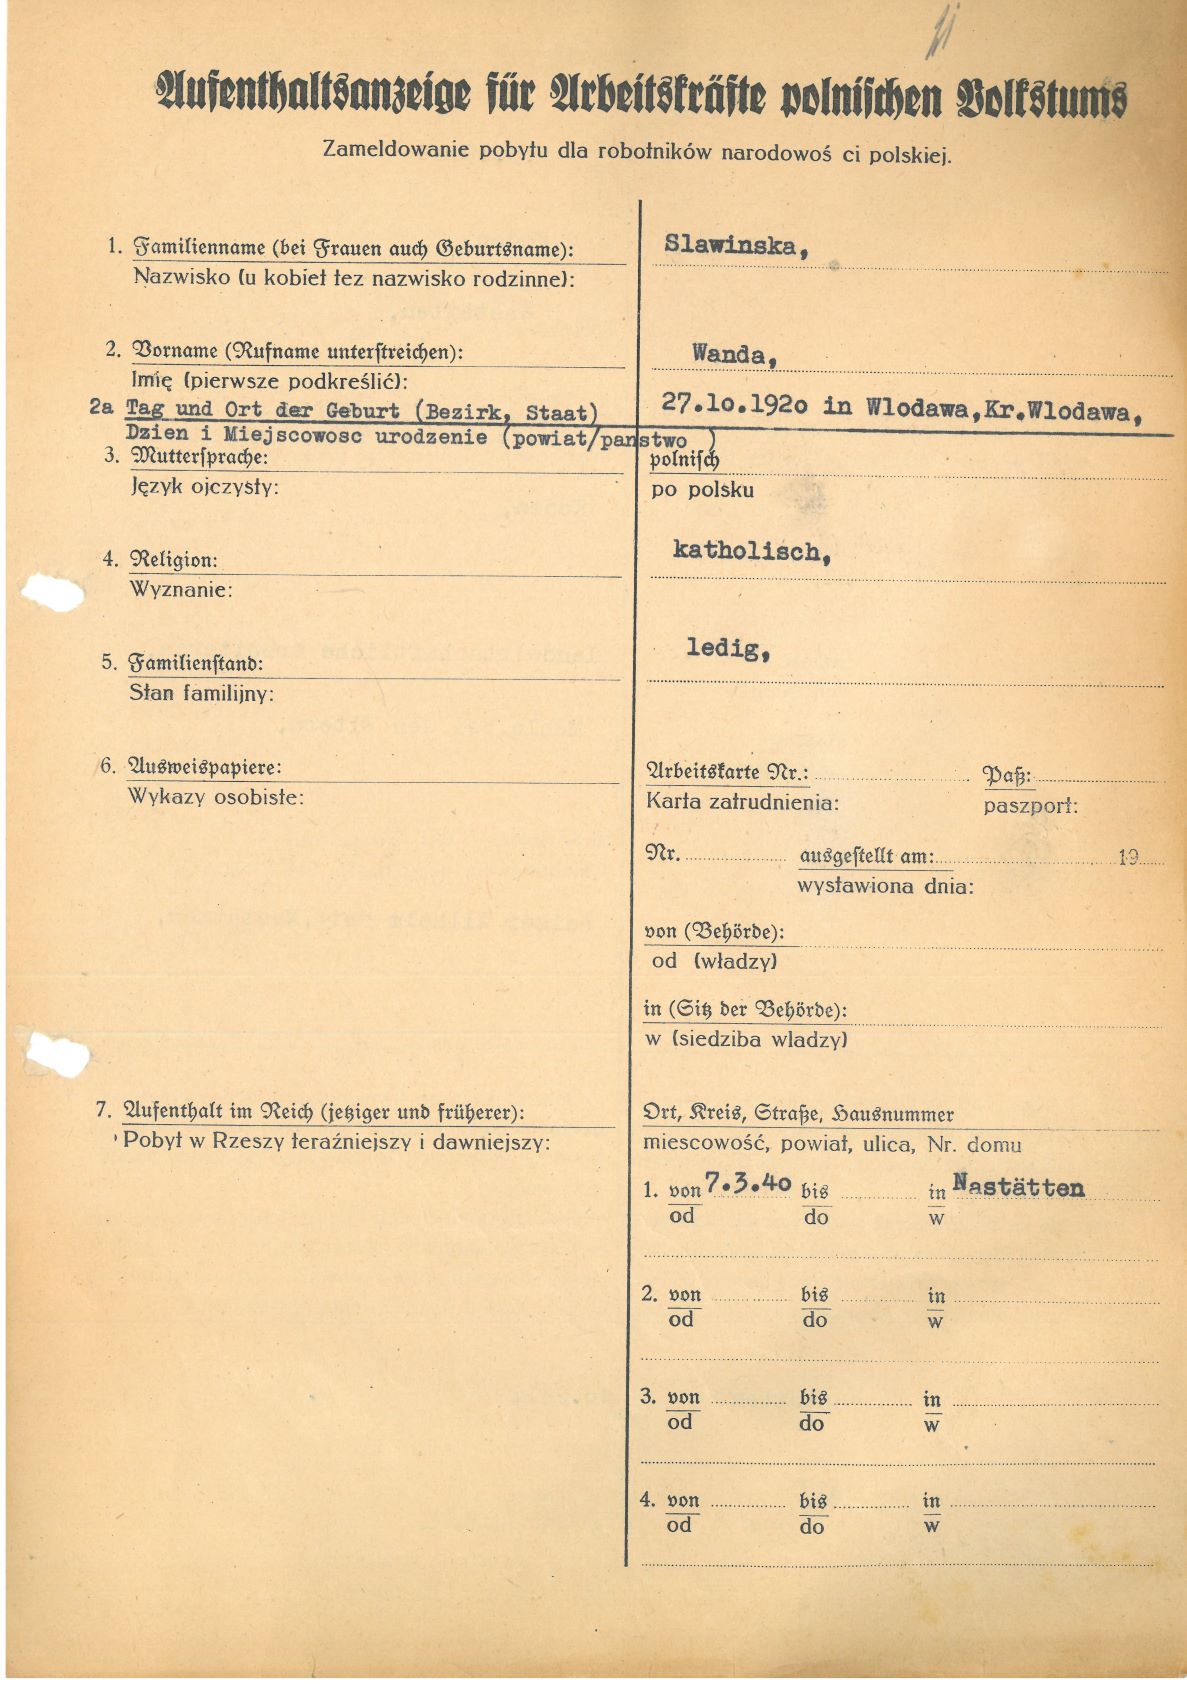 Aufenthaltsanzeige für Arbeitskräfte polnischen Volkstums
Zameldowanie pobytu dla robotników narodowoś ci polskiej.
1. Familienname (bei Frauen auch Geburtsname): Slawinska,
Nazwisko (u kobiet tez nazwisko rodzinne):
2. Vorname (Rufname unterstreichen): Wanda,
Imię (pierwsze podkreślić):
2a Tag und Ort der Geburt (Bezirk, Staat) 27.10.1920 in Wlodawa,Kr.Wlodawa,
Dzien i Miejscowosc urodzenie (powiat/panstwo )
3. Muttersprache: polnisch
Język ojczysty: po polsku
4. Religion: katholisch,
Wyznanie:
5. Familienstand: ledig,
Stan familijny:
6. Ausweispapiere: Arbeitskarte Nr.: Paß:
Wykazy osobiste: Karta zatrudnienia: paszport:
Nr. ausgestellt am: 19
wystawiona dnia:
von (Behörde):
od (władzy)
in (Sitz der Behörde):
w (siedziba wladzy)
7. Aufenthalt im Reich (jetziger und früherer): Ort, Kreis, Straße, Hausnummer
Pobyt w Rzeszy teraźniejszy i dawniejszy: miescowość, powiat, ulica, Nr. domu
1. von 7.3.40 bis in Nastätten
od do w
2. von bis in
od do w
3. von bis in
od do w
4. von bis in
od do w